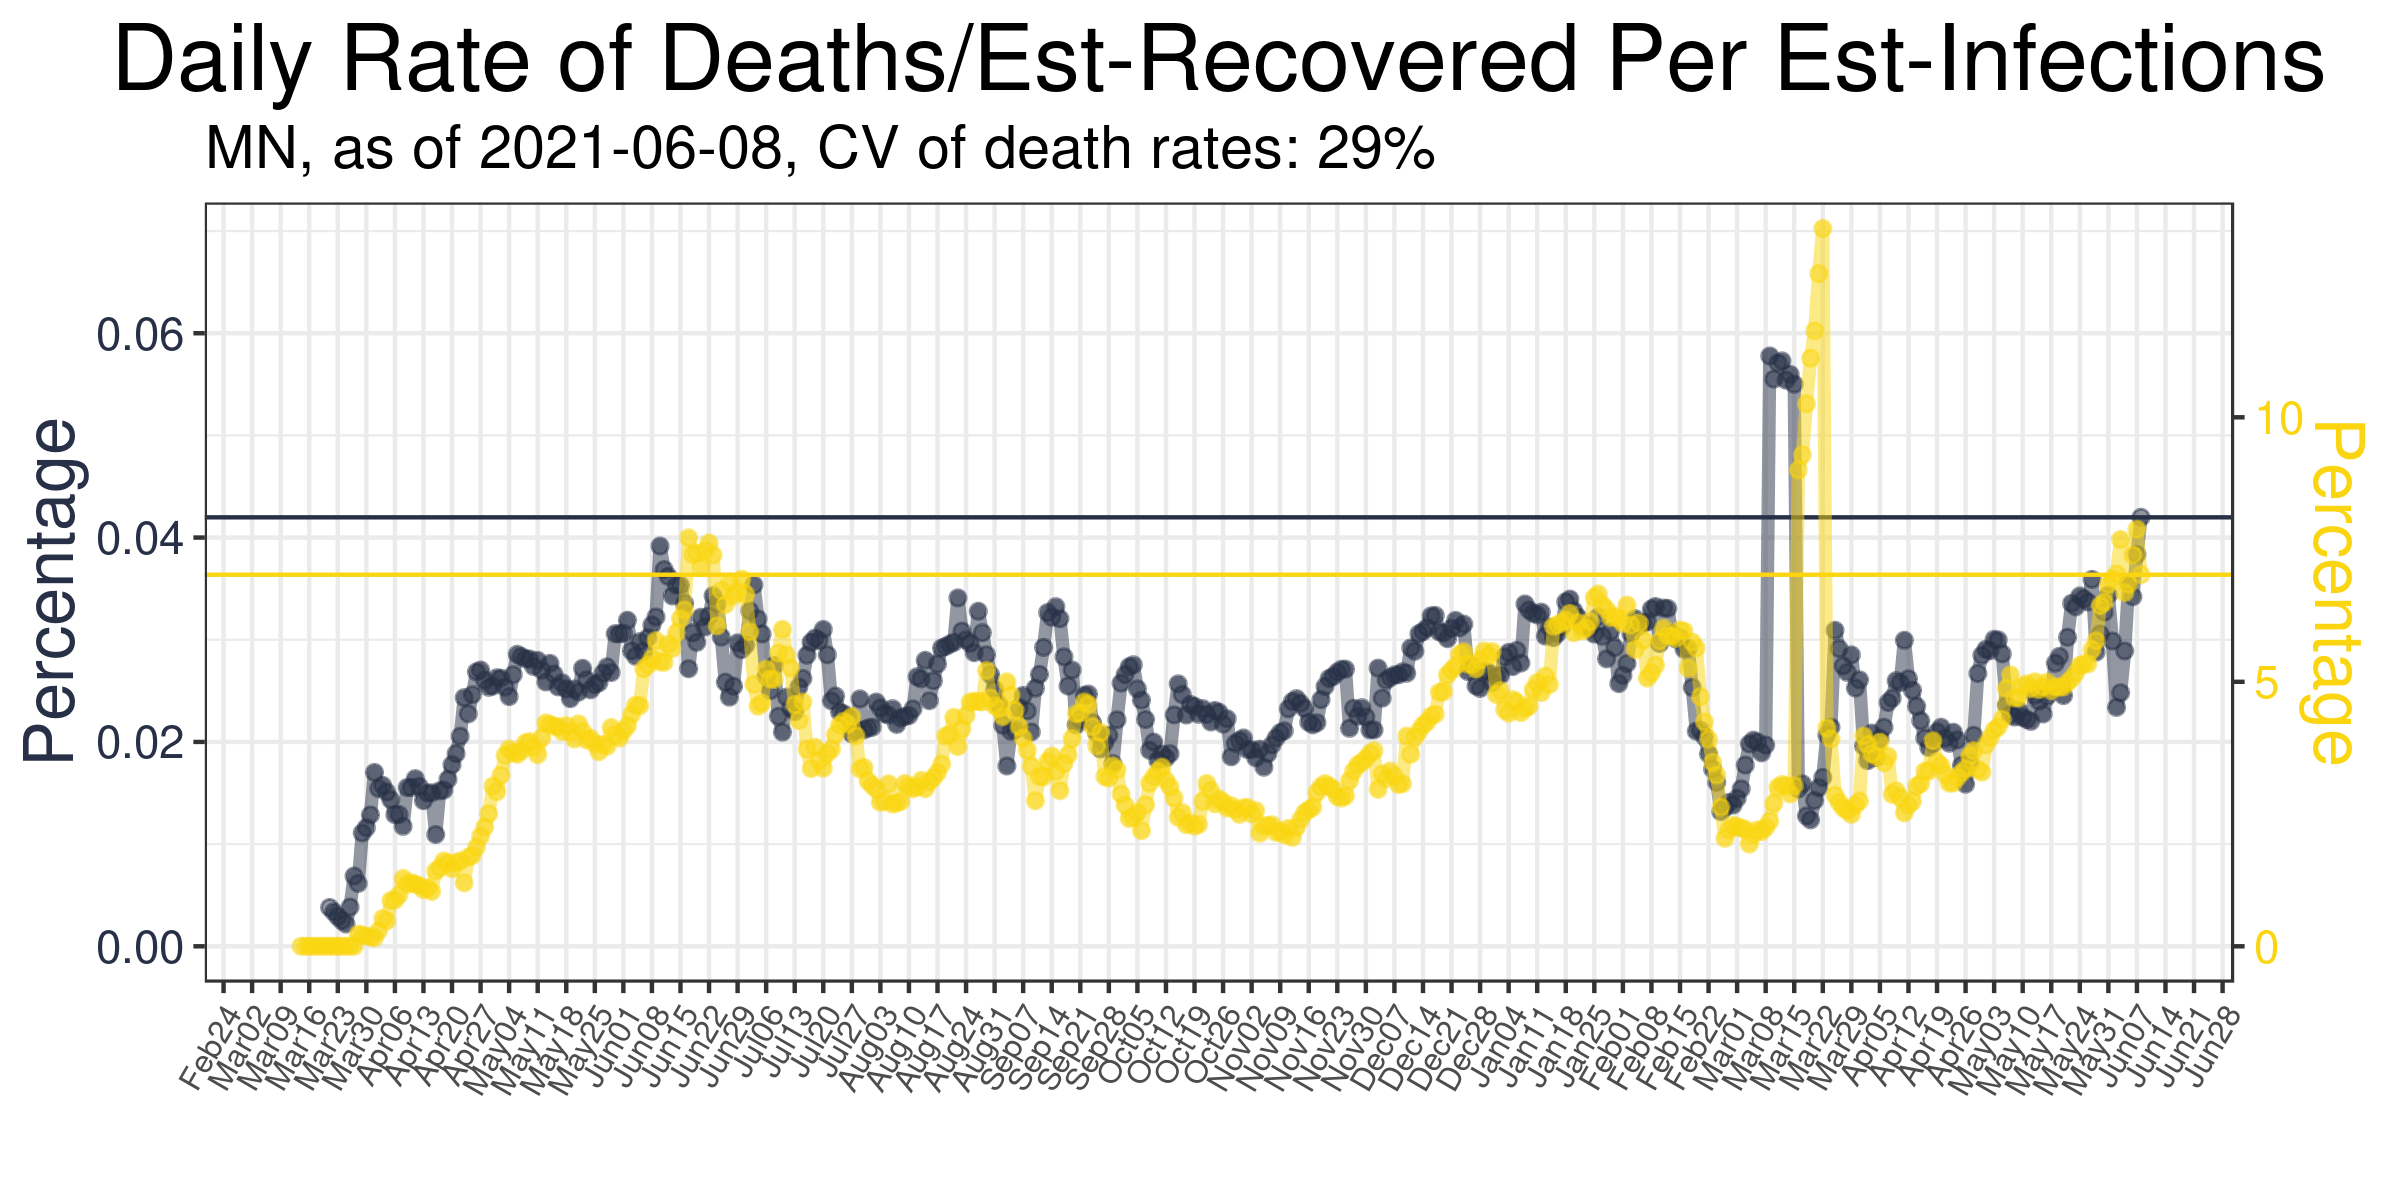 Daily Rate of Deaths/Est-Recovered Per Est-Infections
MN, as of 2021-06-08, CV of death rates: 29%
Percentage
0.06
0.04
0.02
0.00
10
5
0
Percentage
Feb24
Mar02
Mar09
Mar16
Mar23
Mar30
Apr06
Apr13
Apr20
Apr27
May04
May11
May18
May25
Jun01
Jun08
Jun15
Jun22
Jun29
Jul06
Jul13
Jul20
Jul27
Aug03
Aug10
Aug17
Aug24
Aug31
Sep07
Sep14
Sep21
Sep28
Oct05
Oct12
Oct19
Oct26
Nov02
Nov09
Nov16
Nov23
Nov30
Dec07
Dec14
Dec21
Dec28
Jan04
Jan11
Jan18
Jan25
Feb01
Feb08
Feb15
Feb22
Mar01
Mar08
Mar15
Mar22
Mar29
Apr05
Apr12
Apr19
Apr26
May03
May10
May17
May24
May31
Jun07
Jun14
Jun21
Jun28